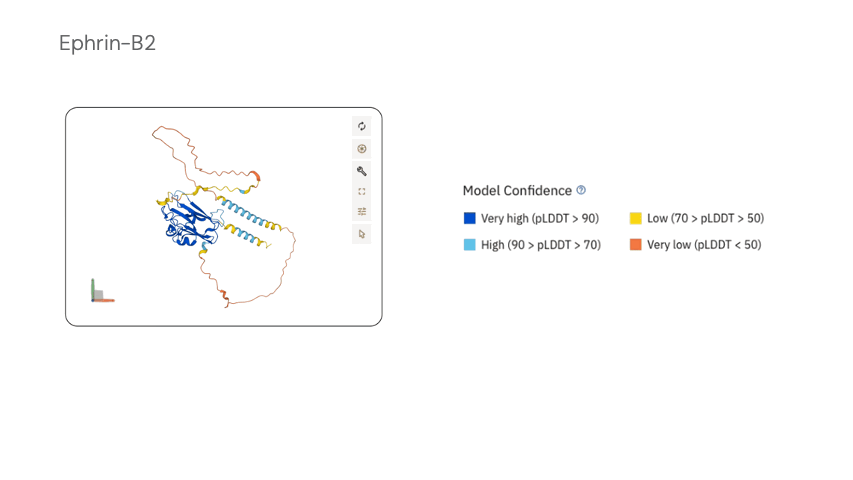 Ephrin-B2
Model Confidence
Very high (pLDDT > 90)
Low (70 > pLDDT > 50)
High (90 > pLDDT > 70)
Very low (pLDDT < 50)